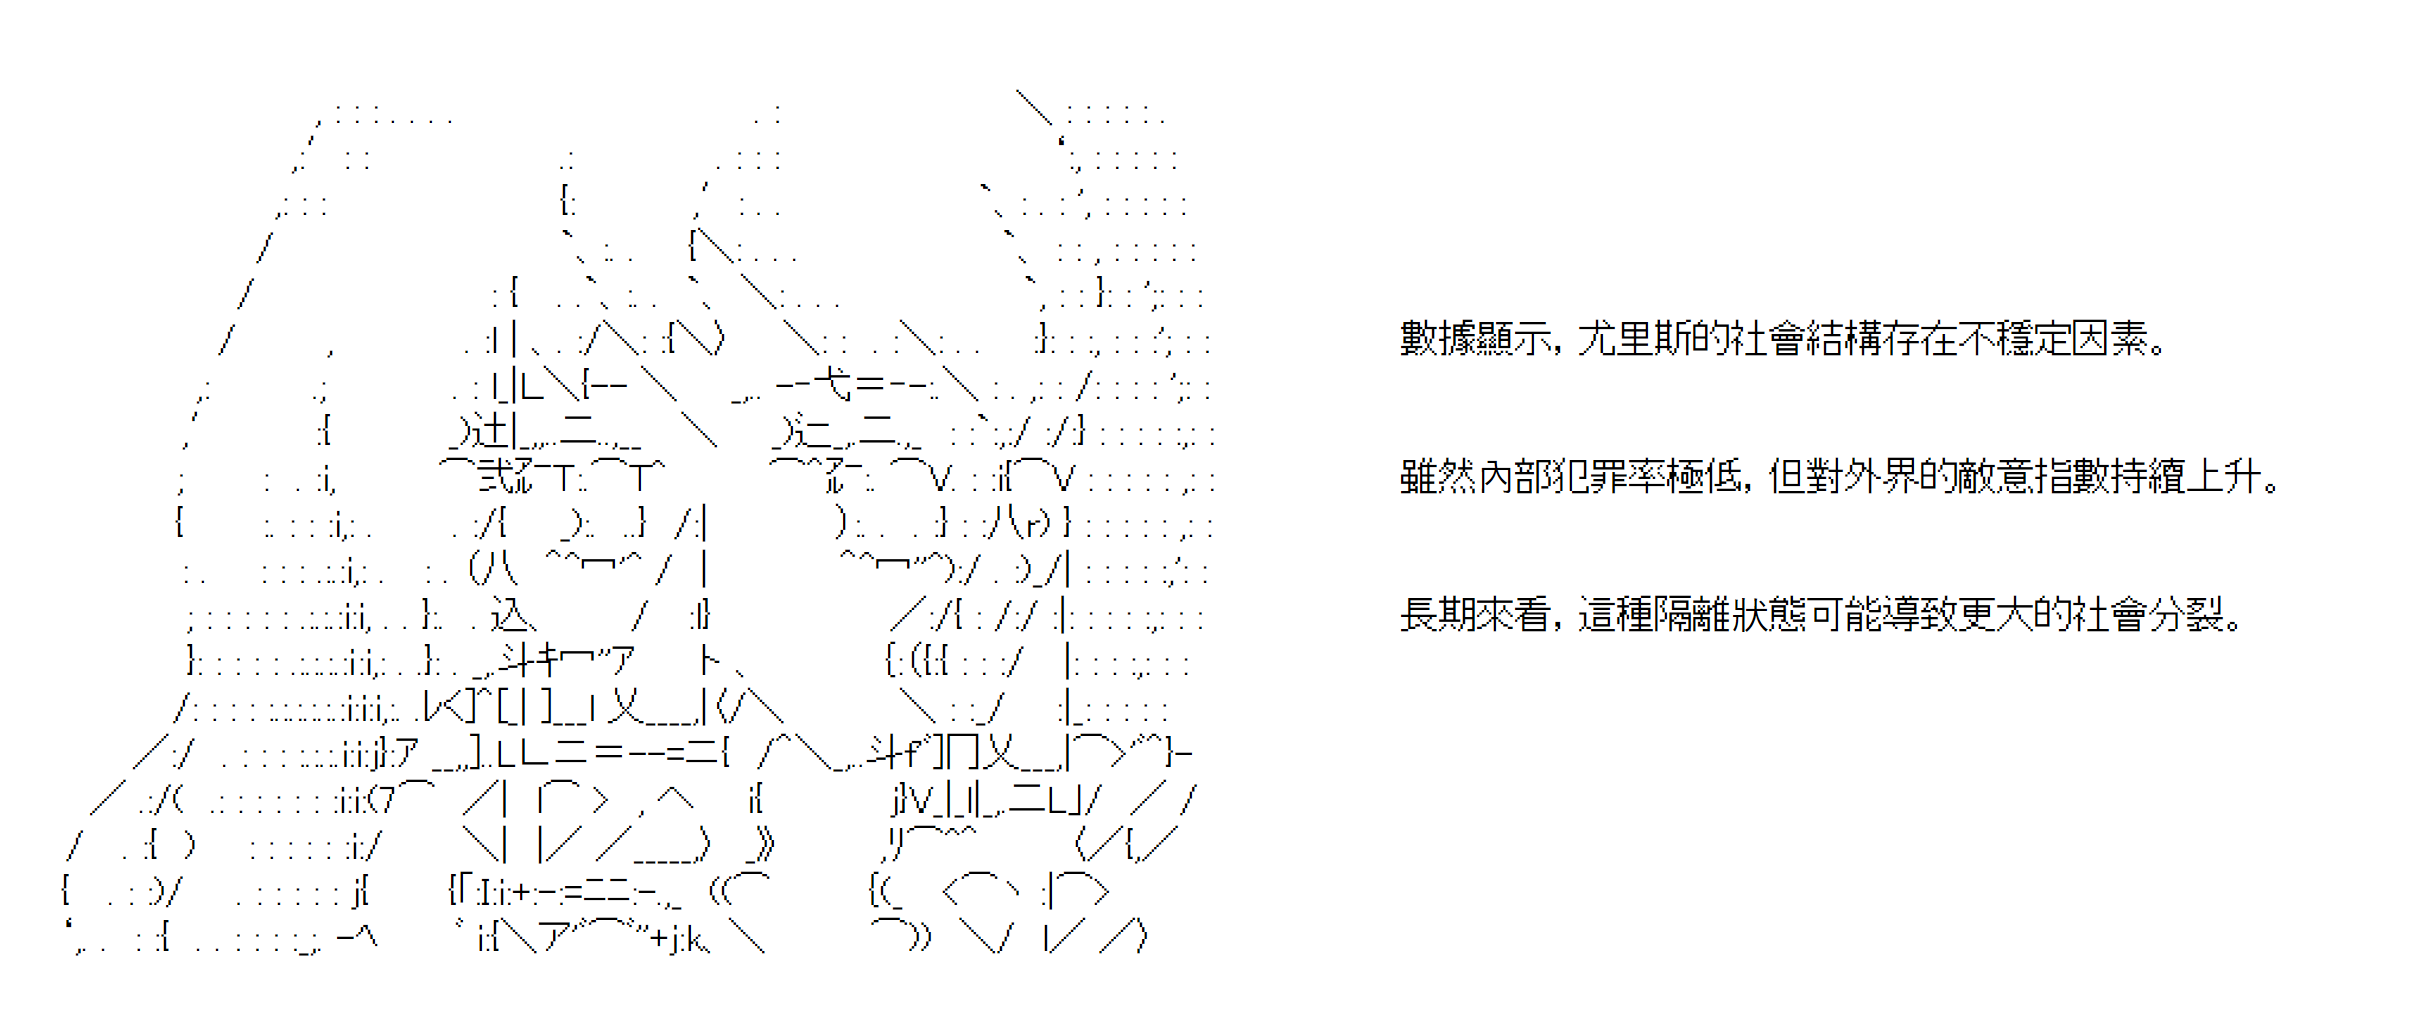 數據顯示，尤里斯的社會結構存在不穩定因素。
雖然內部犯罪率極低，但對外界的敵意指數持續上升。
長期來看，這種隔離狀態可能導致更大的社會分裂。